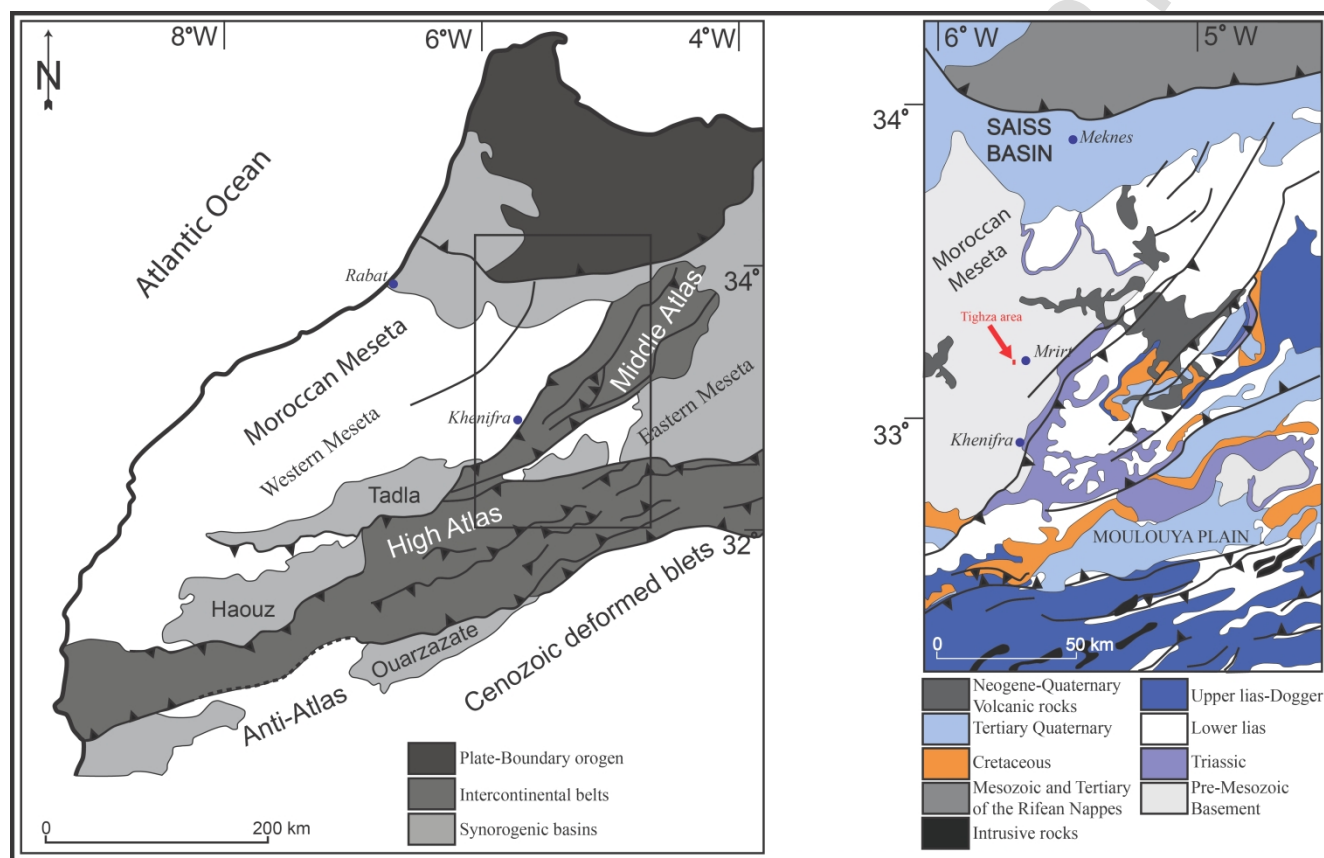 8°W
6°W
4°W
N
Atlantic Ocean
34°
Rabat
Moroccan Meseta
Middle Atlas
Khenifra
Western Meseta
Eastern Meseta
Tadla
High Atlas
32°
Haouz
Ouarzazate
Cenozoic deformed blets
Anti-Atlas
Plate-Boundary orogen
Intercontinental belts
Synorogenic basins
0
200 km
6° W
5° W
34°
SAISS
BASIN
Meknes
Moroccan
Meseta
Tighza area
Mrirt
33°
Khenifra
MOULOUYA PLAIN
0
50 km
Neogene-Quaternary
Volcanic rocks
Tertiary Quaternary
Cretaceous
Mesozoic and Tertiary
of the Rifean Nappes
Intrusive rocks
Upper lias-Dogger
Lower lias
Triassic
Pre-Mesozoic
Basement